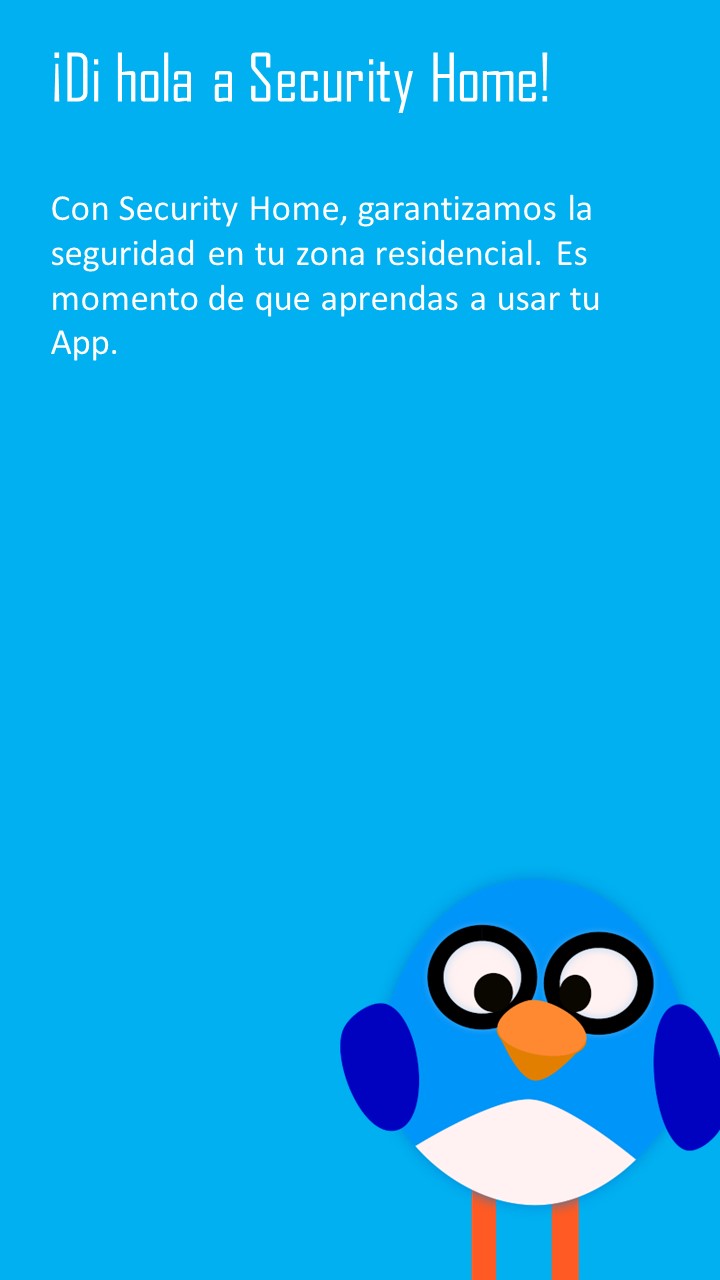 ¡Di hola a Security Home!
Con Security Home, garantizamos la
seguridad en tu zona residencial. Es
momento de que aprendas a usar tu
App.